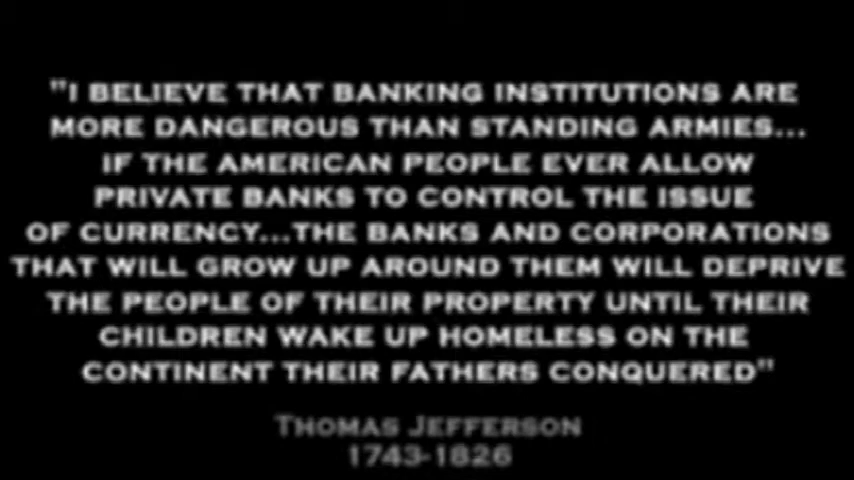 "I BELIEVE THAT BANKING INSTITUTIONS ARE
MORE DANGEROUS THAN STANDING ARMIES...
IF THE AMERICAN PEOPLE EVER ALLOW
PRIVATE BANKS TO CONTROL THE ISSUE
OF CURRENCY...THE BANKS AND CORPORATIONS
THAT WILL GROW UP AROUND THEM WILL DEPRIVE
THE PEOPLE OF THEIR PROPERTY UNTIL THEIR
CHILDREN WAKE UP HOMELESS ON THE
CONTINENT THEIR FATHERS CONQUERED"
THOMAS JEFFERSON
1743-1826